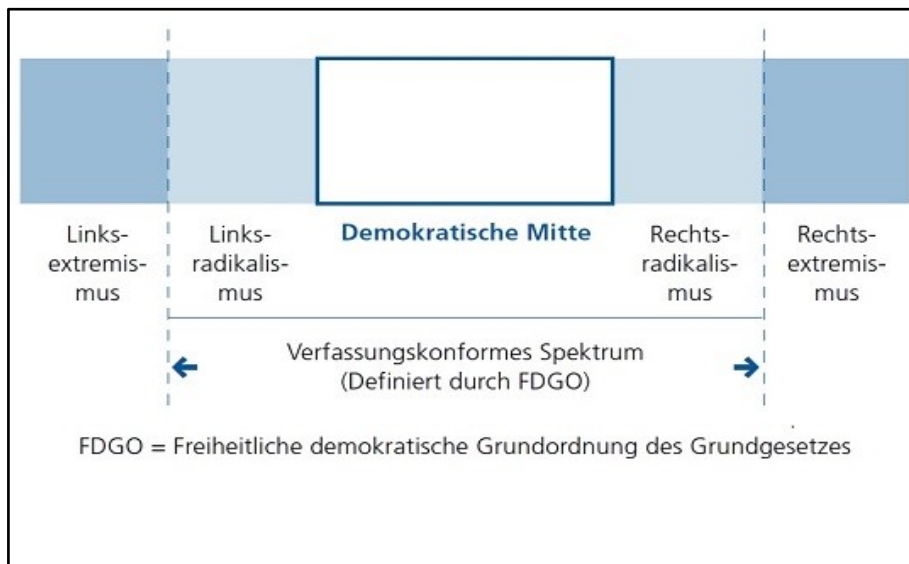 Links-
extremis-
mus
Links-
radikalis-
mus
Demokratische Mitte
Rechts-
radikalis-
mus
Rechts-
extremis-
mus
Verfassungskonformes Spektrum
(Definiert durch FDGO)
FDGO = Freiheitliche demokratische Grundordnung des Grundgesetzes